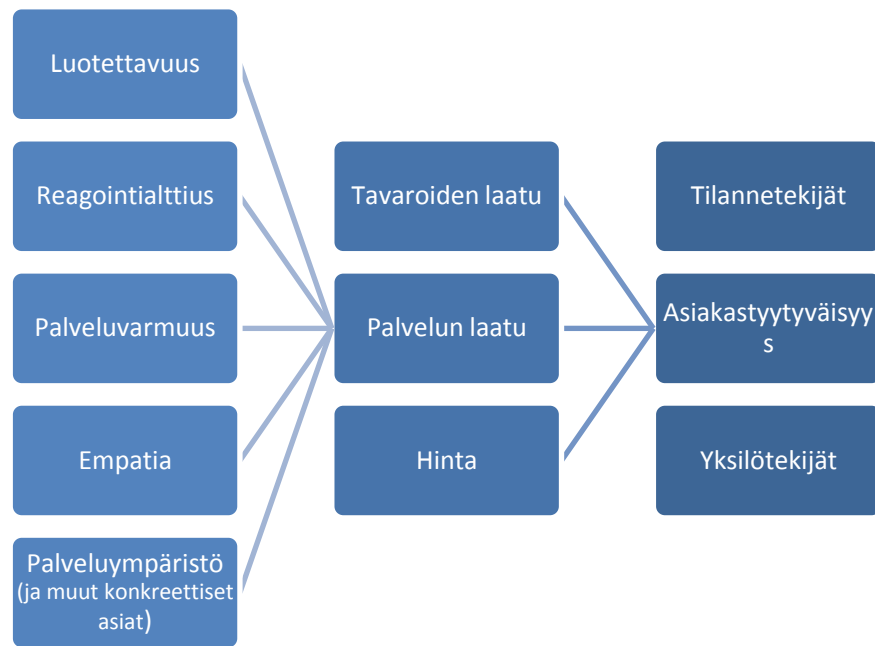 Luotettavuus
Reagointialttius
Palveluvarmuus
Empatia
Palveluympäristö
(ja muut konkreettiset
asiat)
Tavaroiden laatu
Palvelun laatu
Hinta
Tilannetekijät
Asiakastyytyväisyy
s
Yksilötekijät